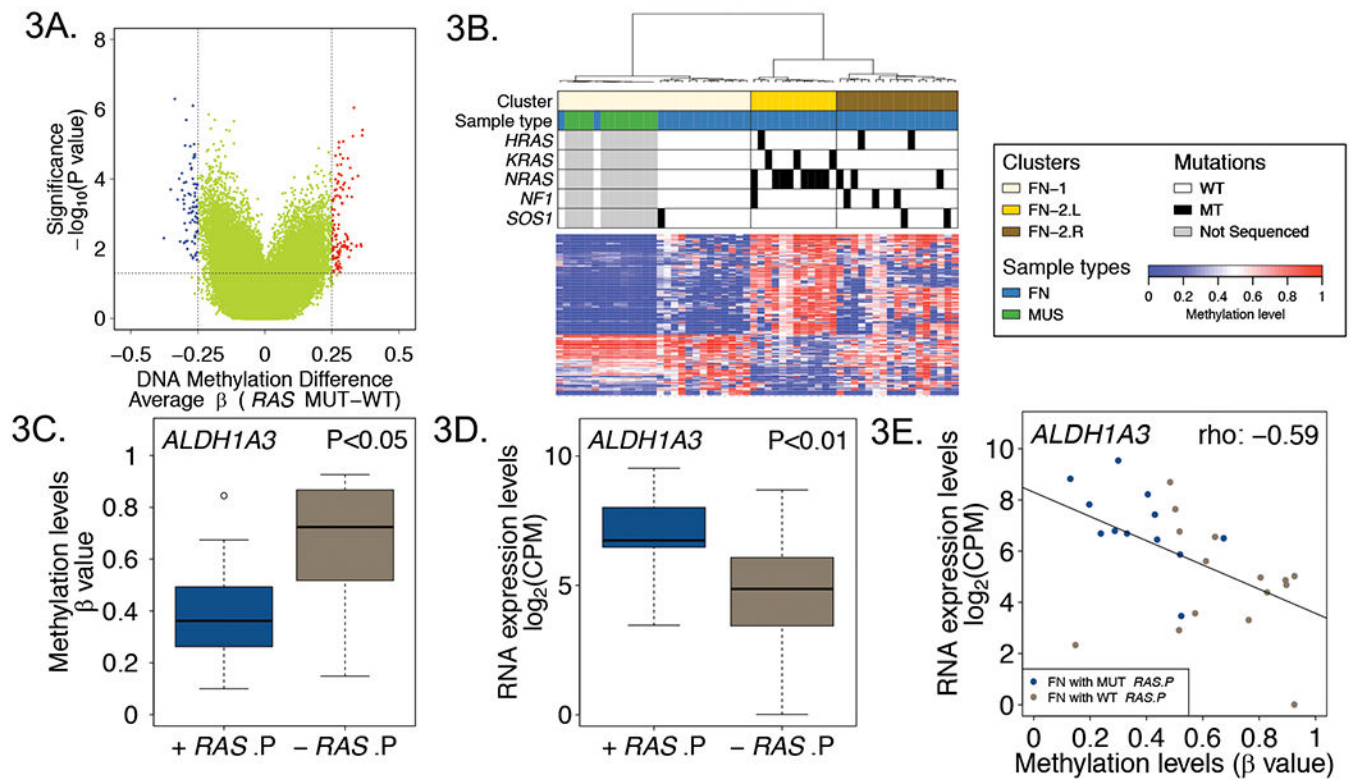 3A.
8
6
4
2
0
Significance
−log10(P value)
−0.5 −0.25 0 0.25 0.5
DNA Methylation Difference
Average β ( RAS MUT−WT)
3B.
Cluster
Sample type
HRAS
KRAS
NRAS
NF1
SOS1
Clusters
FN−1
FN−2.L
FN−2.R
Sample types
FN
MUS
Mutations
WT
MT
Not Sequenced
0 0.2 0.4 0.6 0.8 1
Methylation level
3C.
ALDH1A3 P<0.05
Methylation levels
β value
1
0.8
0.6
0.4
0.2
0
+ RAS .P − RAS .P
3D.
ALDH1A3 P<0.01
RNA expression levels
log2(CPM)
10
5
0
+ RAS .P − RAS .P
3E.
ALDH1A3 rho: −0.59
RNA expression levels
log2(CPM)
10
8
6
4
2
0
FN with MUT RAS.P
FN with WT RAS.P
0 0.2 0.4 0.6 0.8 1
Methylation levels (β value)